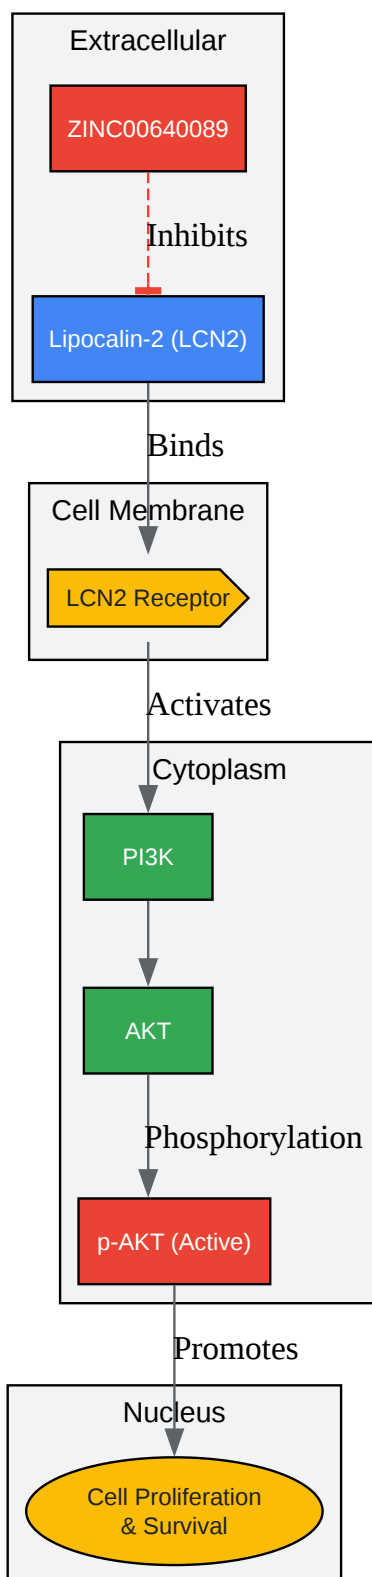 Extracellular
ZINC00640089
Inhibits
Lipocalin-2 (LCN2)
Binds
Cell Membrane
LCN2 Receptor
Activates
Cytoplasm
PI3K
AKT
Phosphorylation
p-AKT (Active)
Promotes
Nucleus
Cell Proliferation
& Survival